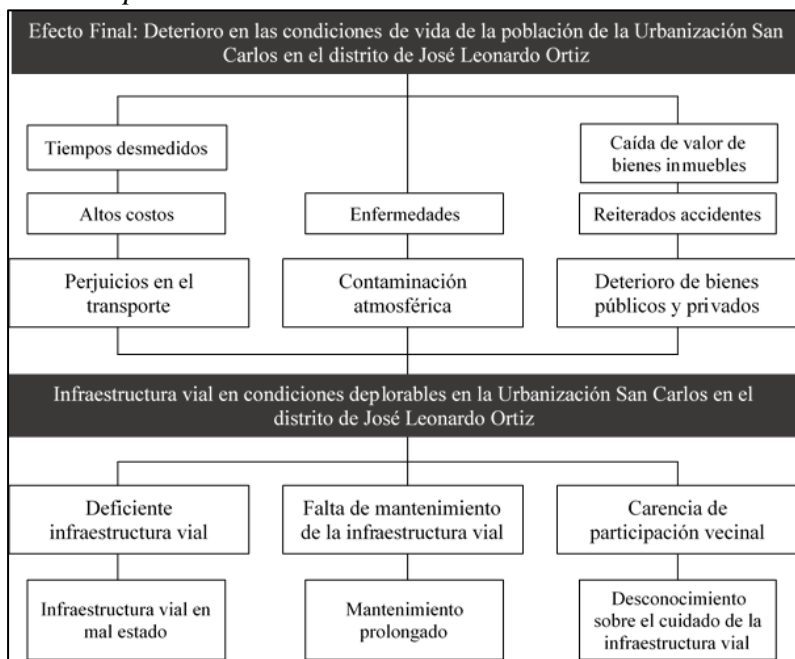 Efecto Final: Deterioro en las condiciones de vida de la población de la Urbanización San
Carlos en el distrito de José Leonardo Ortiz
Tiempos desmedidos
Caída de valor de
bienes inmuebles
Altos costos
Enfermedades
Reiterados accidentes
Perjuicios en el
transporte
Contaminación
atmosférica
Deterioro de bienes
públicos y privados
Infraestructura vial en condiciones deplorables en la Urbanización San Carlos en el
distrito de José Leonardo Ortiz
Deficiente
infraestructura vial
Falta de mantenimiento
de la infraestructura vial
Carencia de
participación vecinal
Infraestructura vial en
mal estado
Mantenimiento
prolongado
Desconocimiento
sobre el cuidado de la
infraestructura vial